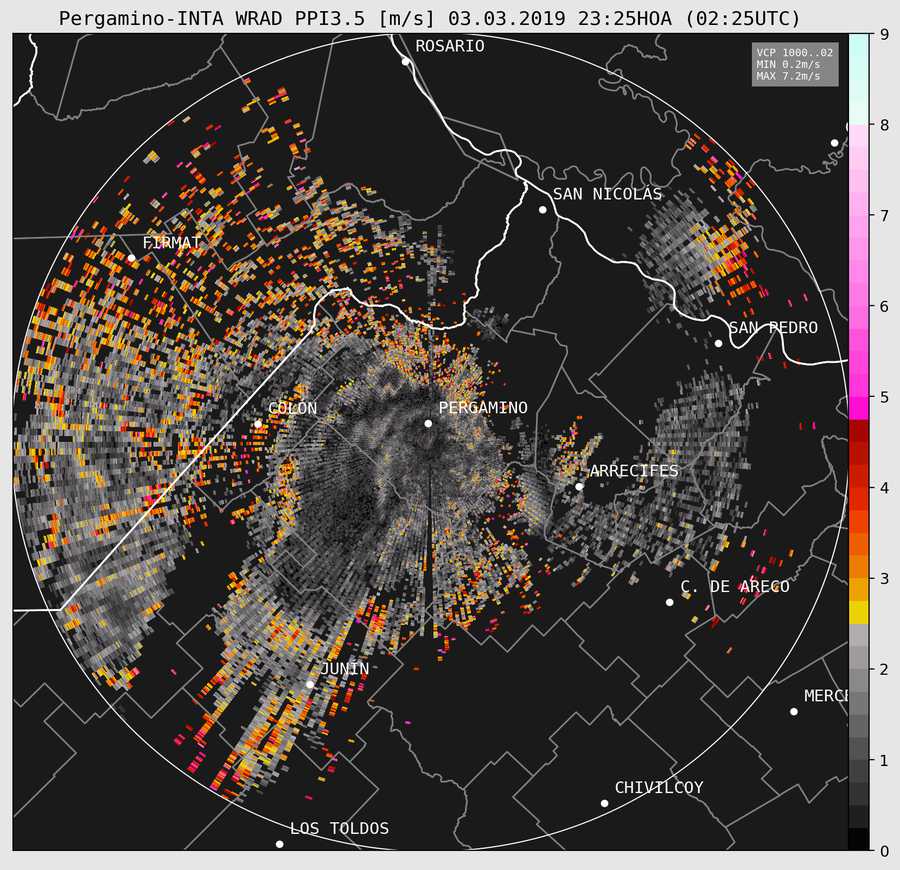 Pergamino-INTA WRAD PPI3.5 [m/s] 03.03.2019 23:25HOA (02:25UTC)
VCP 1000..02
MIN 0.2m/s
MAX 7.2m/s
ROSARIO
SAN NICOLAS
FIRMAT
SAN PEDRO
COLON
PERGAMINO
ARRECIFES
C. DE ARECO
JUNIN
MERCE
CHIVILCOY
LOS TOLDOS
9
8
7
6
5
4
3
2
1
0